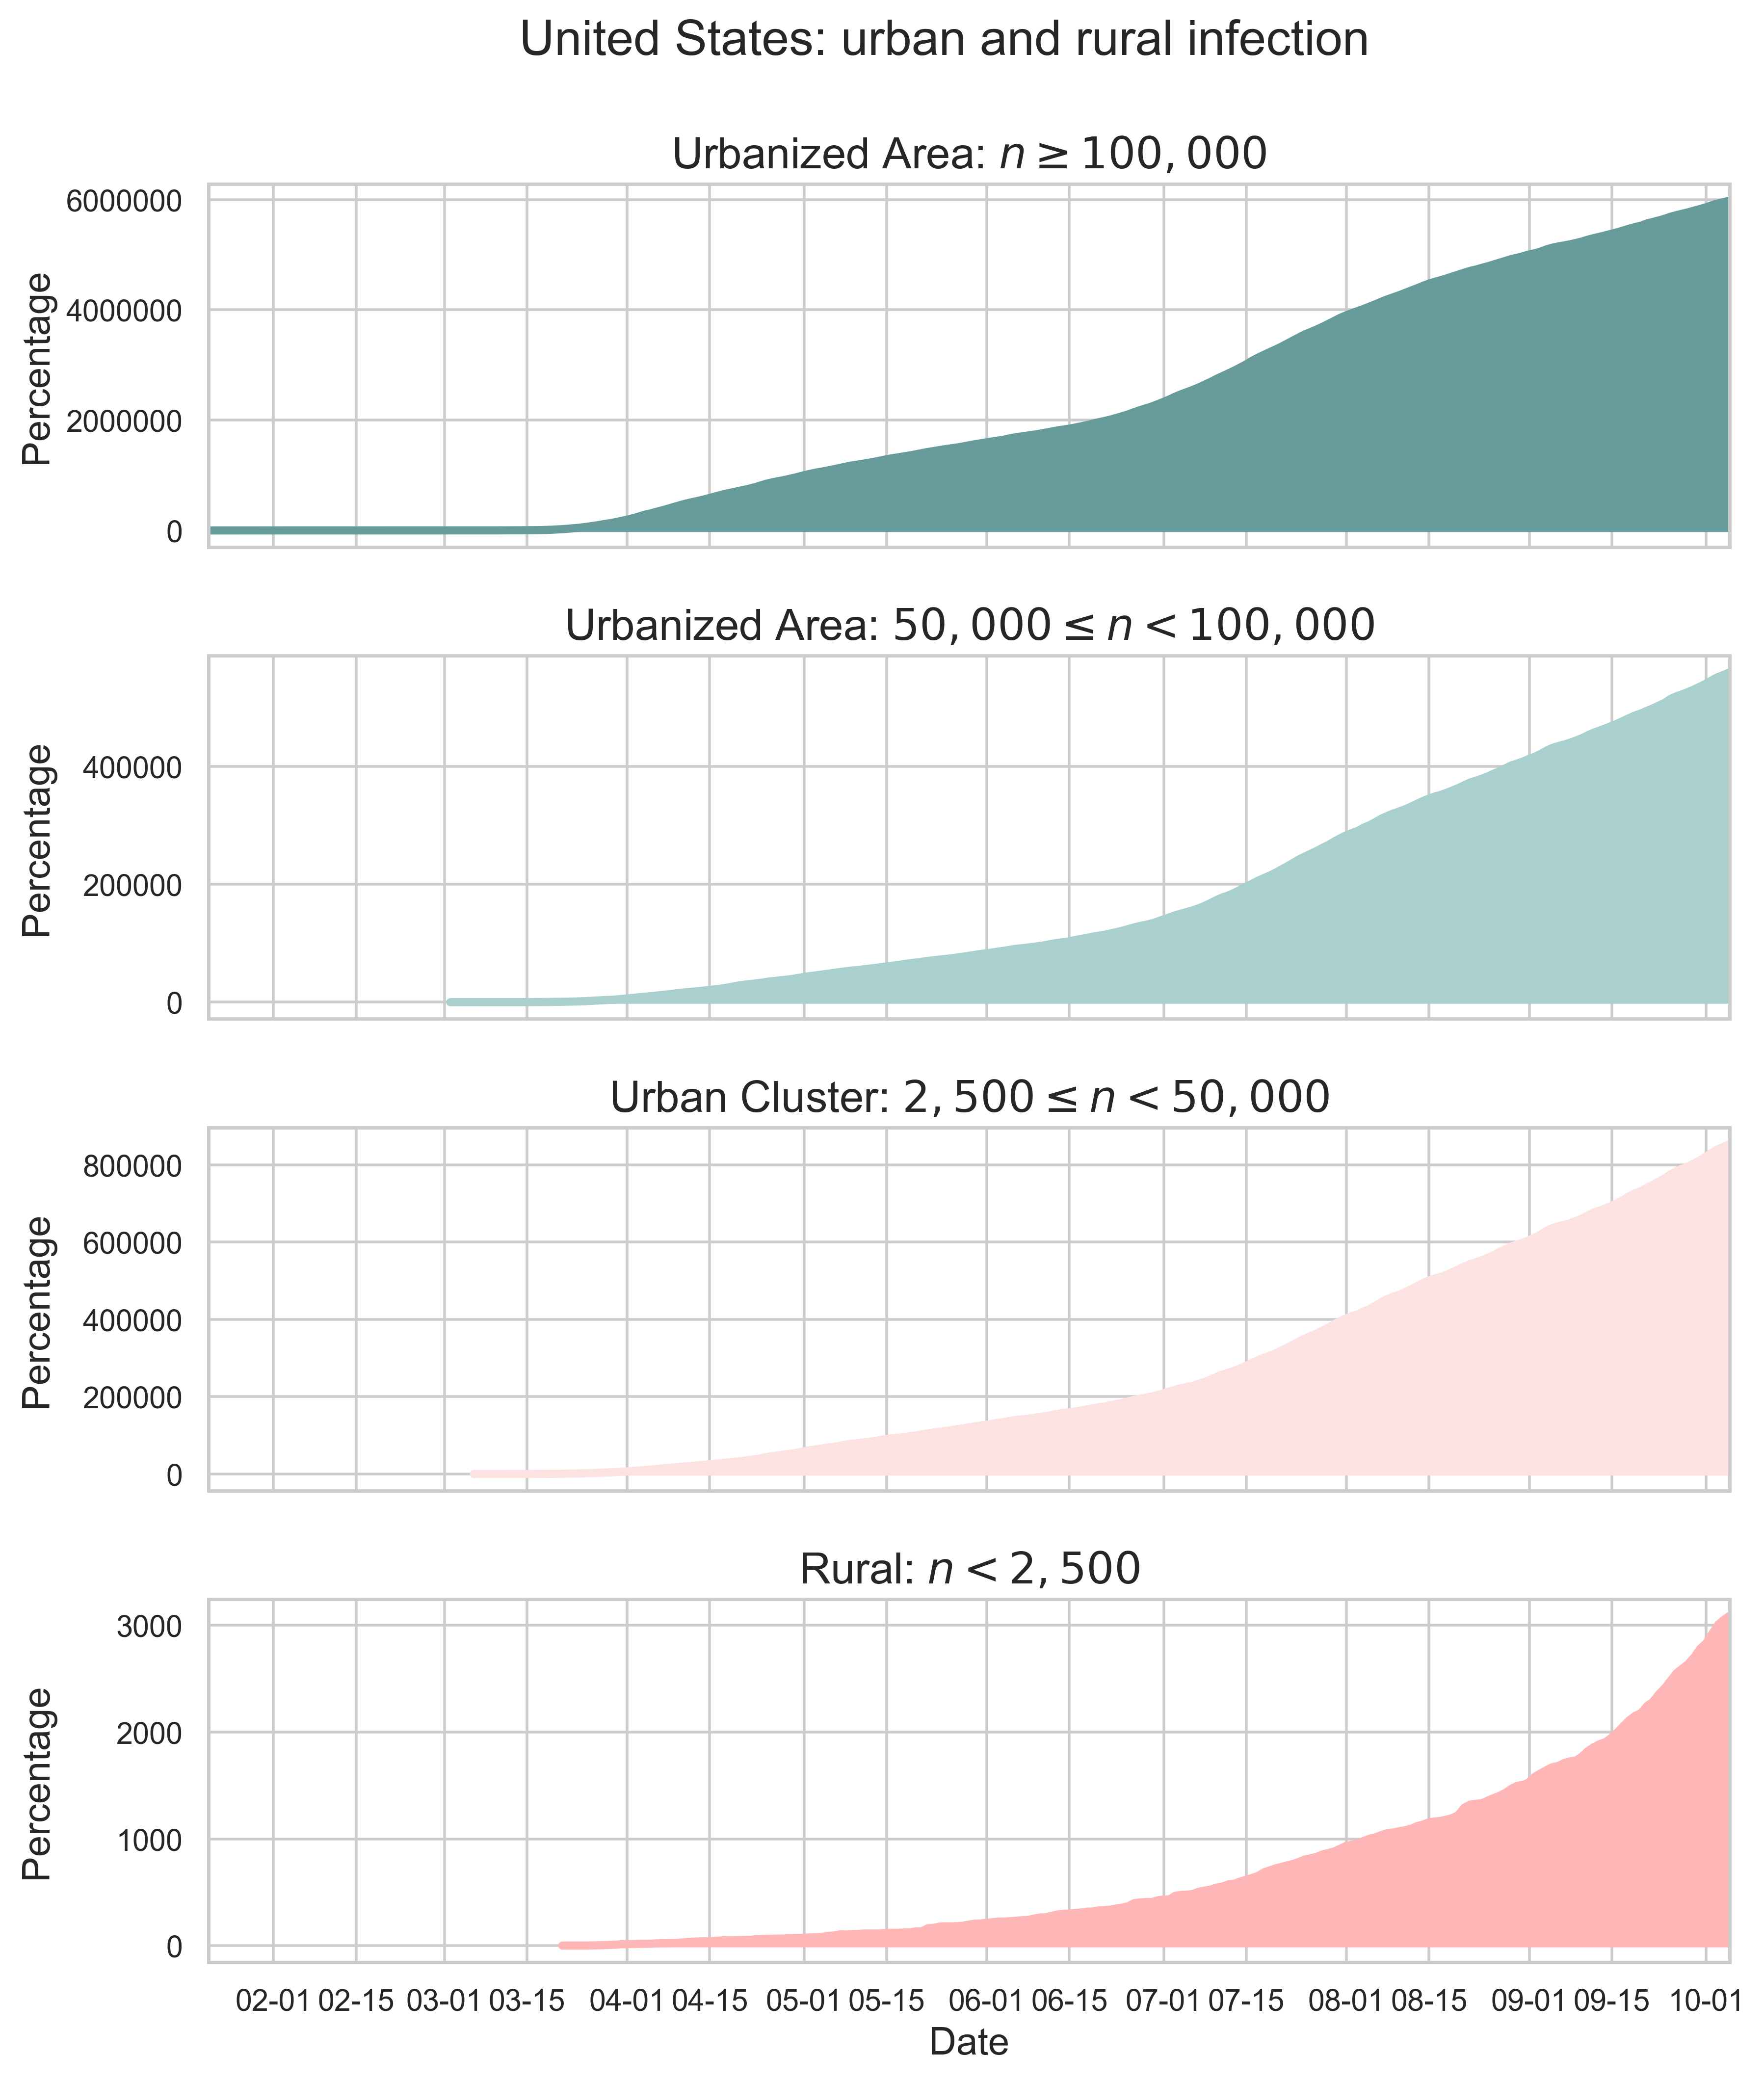 United States: urban and rural infection
Urbanized Area: n ≥ 100,000
6000000
4000000
2000000
0
Percentage
Urbanized Area: 50,000 ≤ n < 100,000
400000
200000
0
Percentage
Urban Cluster: 2,500 ≤ n < 50,000
800000
600000
400000
200000
0
Percentage
Rural: n < 2,500
3000
2000
1000
0
Percentage
02-01 02-15 03-01 03-15 04-01 04-15 05-01 05-15 06-01 06-15 07-01 07-15 08-01 08-15 09-01 09-15 10-01
Date